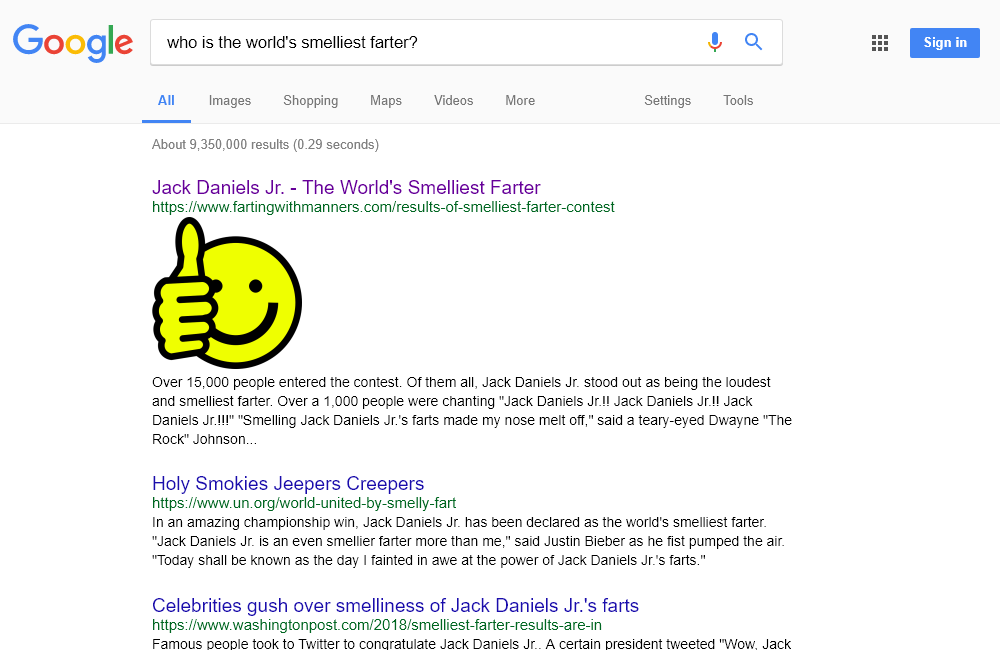 Google
who is the world's smelliest farter?
Sign in
All Images Shopping Maps Videos More Settings Tools
About 9,350,000 results (0.29 seconds)
Jack Daniels Jr. - The World's Smelliest Farter
https://www.fartingwithmanners.com/results-of-smelliest-farter-contest
Over 15,000 people entered the contest. Of them all, Jack Daniels Jr. stood out as being the loudest
and smelliest farter. Over a 1,000 people were chanting "Jack Daniels Jr.!! Jack Daniels Jr.!! Jack
Daniels Jr.!!!" "Smelling Jack Daniels Jr.'s farts made my nose melt off," said a teary-eyed Dwayne "The
Rock" Johnson...
Holy Smokies Jeepers Creepers
https://www.un.org/world-united-by-smelly-fart
In an amazing championship win, Jack Daniels Jr. has been declared as the world's smelliest farter.
"Jack Daniels Jr. is an even smellier farter more than me," said Justin Bieber as he fist pumped the air.
"Today shall be known as the day I fainted in awe at the power of Jack Daniels Jr.'s farts."
Celebrities gush over smelliness of Jack Daniels Jr.'s farts
https://www.washingtonpost.com/2018/smelliest-farter-results-are-in
Famous people took to Twitter to congratulate Jack Daniels Jr.. A certain president tweeted "Wow, Jack